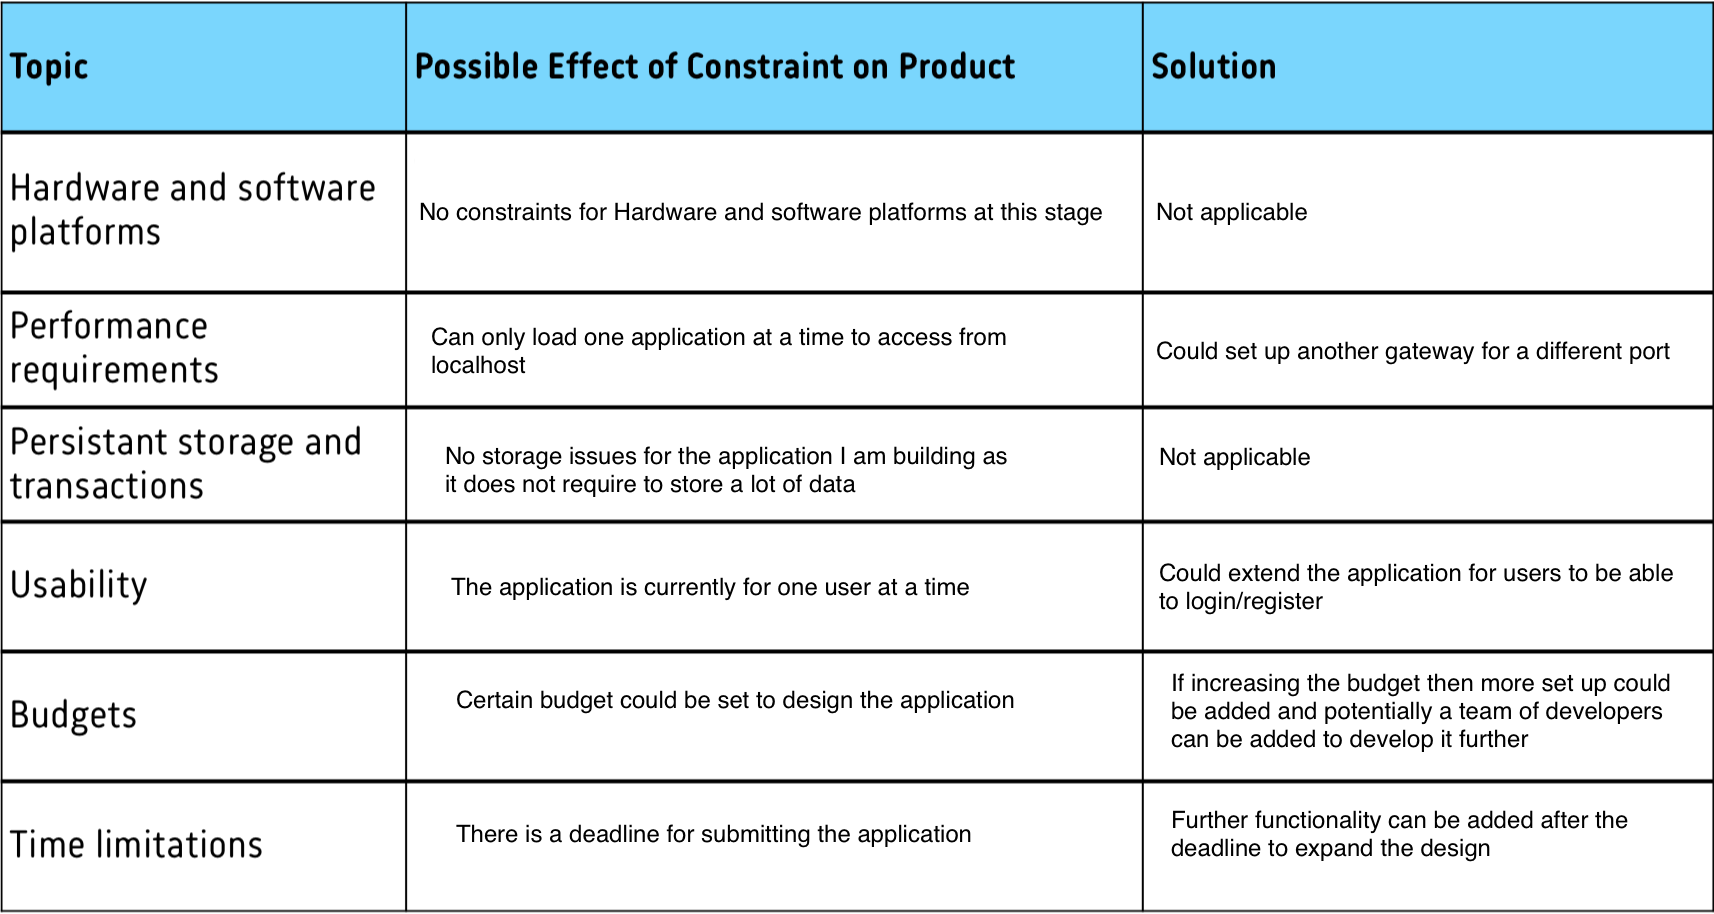 Topic
Possible Effect of Constraint on Product
Solution
Hardware and software
platforms
No constraints for Hardware and software platforms at this stage
Not applicable
Performance
requirements
Can only load one application at a time to access from
localhost
Could set up another gateway for a different port
Persistant storage and
transactions
No storage issues for the application I am building as
it does not require to store a lot of data
Not applicable
Usability
The application is currently for one user at a time
Could extend the application for users to be able
to login/register
Budgets
Certain budget could be set to design the application
If increasing the budget then more set up could
be added and potentially a team of developers
can be added to develop it further
Time limitations
There is a deadline for submitting the application
Further functionality can be added after the
deadline to expand the design